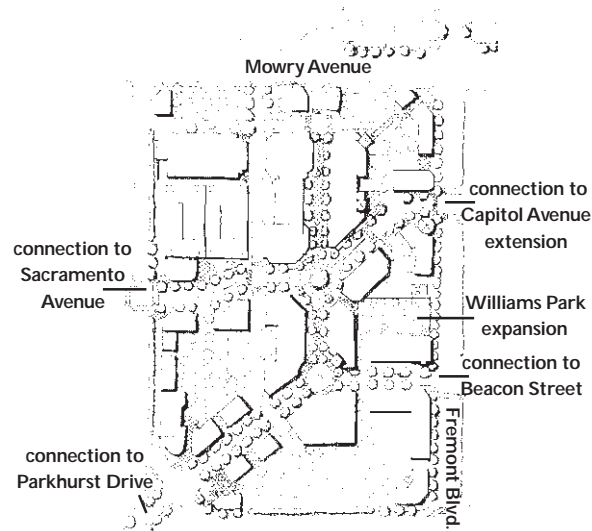 Mowry Avenue
connection to
Capitol Avenue
extension
connection to
Sacramento
Avenue
Williams Park
expansion
connection to
Beacon Street
Fremont Blvd.
connection to
Parkhurst Drive